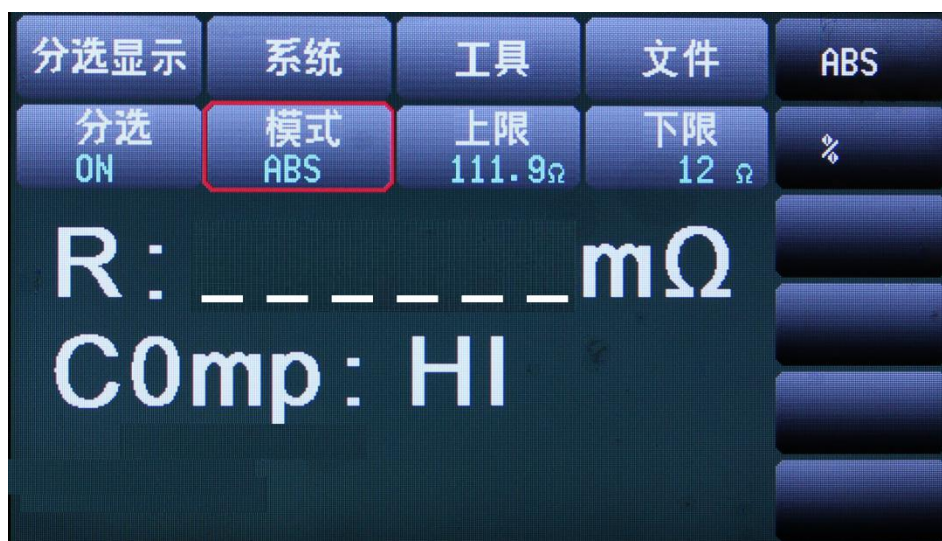 分选显示 系统 工具 文件 ABS
分选 模式 上限 下限 %
ON ABS 111.9Ω 12 Ω
R: _ _ _ _ _ _ mΩ
C0mp: HI